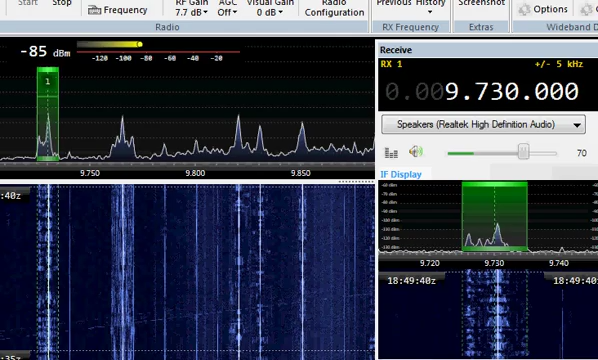 Start Stop Frequency RF Gain AGC Visual Gain Radio Previous History Screenshot Options
7.7 dB Off 0 dB Configuration
Radio RX Frequency Extras Wideband D
-85 dBm
-120 -100 -80 -60 -40 -20
1
9.750 9.800 9.850
:40z
:35z
Receive
RX 1 +/- 5 kHz
0.009.730.000
Speakers (Realtek High Definition Audio)
70
IF Display
9.720 9.730 9.740
18:49:40z 18:49:40z